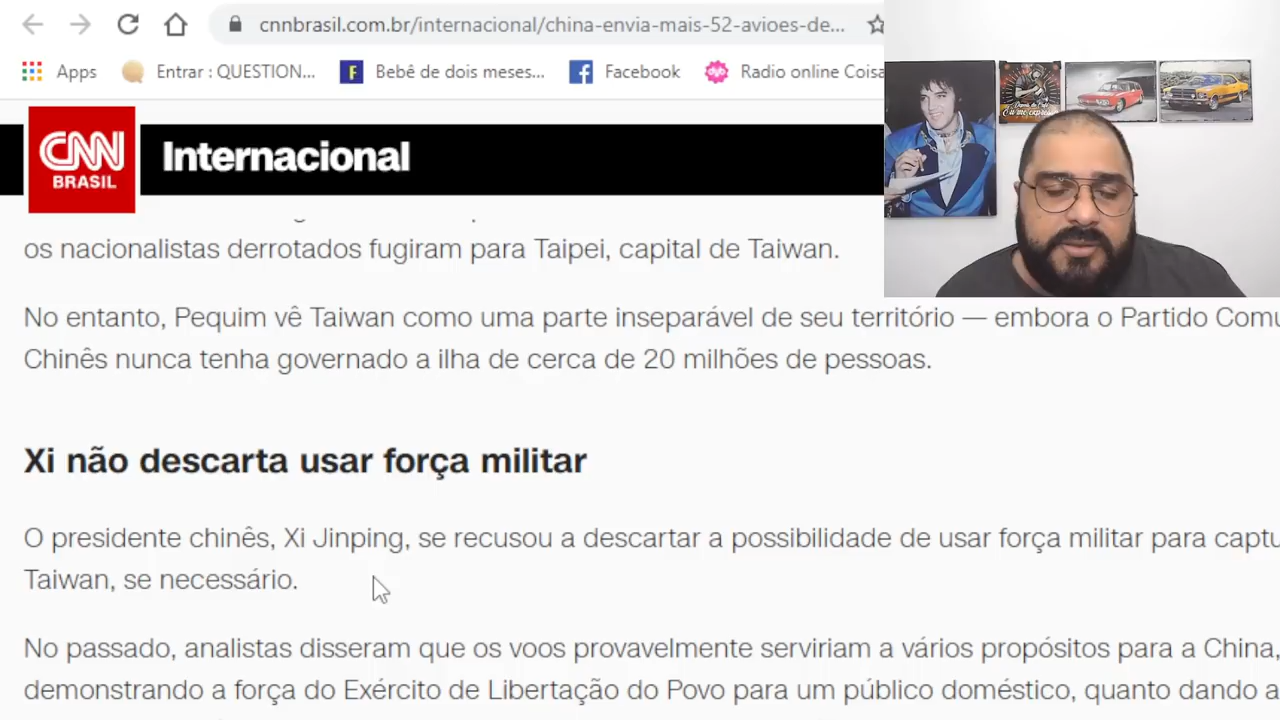 cnnbrasil.com.br/internacional/china-envia-mais-52-avioes-de...
Apps Entrar : QUESTION... Bebê de dois meses... Facebook Radio online Coisa
CNN
BRASIL
Internacional
os nacionalistas derrotados fugiram para Taipei, capital de Taiwan.
No entanto, Pequim vê Taiwan como uma parte inseparável de seu território — embora o Partido Comu
Chinês nunca tenha governado a ilha de cerca de 20 milhões de pessoas.
Xi não descarta usar força militar
O presidente chinês, Xi Jinping, se recusou a descartar a possibilidade de usar força militar para captu
Taiwan, se necessário.
No passado, analistas disseram que os voos provavelmente serviriam a vários propósitos para a China,
demonstrando a força do Exército de Libertação do Povo para um público doméstico, quanto dando a